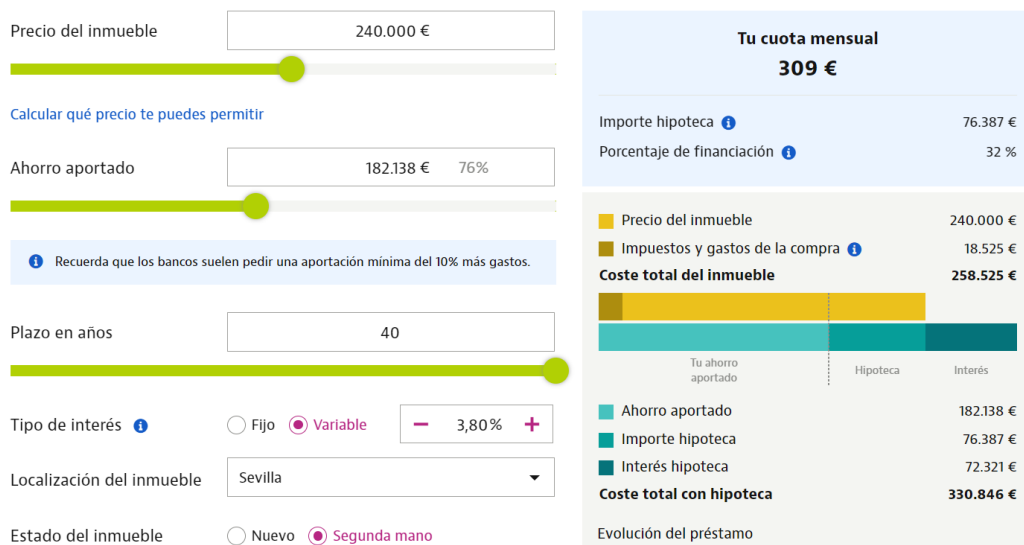 Precio del inmueble
240.000 €
Calcular qué precio te puedes permitir
Ahorro aportado
182.138 € 76%
Recuerda que los bancos suelen pedir una aportación mínima del 10% más gastos.
Plazo en años
40
Tipo de interés
Fijo
Variable
3,80%
Localización del inmueble
Sevilla
Estado del inmueble
Nuevo
Segunda mano
Tu cuota mensual
309 €
Importe hipoteca 76.387 €
Porcentaje de financiación 32 %
Precio del inmueble 240.000 €
Impuestos y gastos de la compra 18.525 €
Coste total del inmueble 258.525 €
Tu ahorro
aportado
Hipoteca
Interés
Ahorro aportado 182.138 €
Importe hipoteca 76.387 €
Interés hipoteca 72.321 €
Coste total con hipoteca 330.846 €
Evolución del préstamo